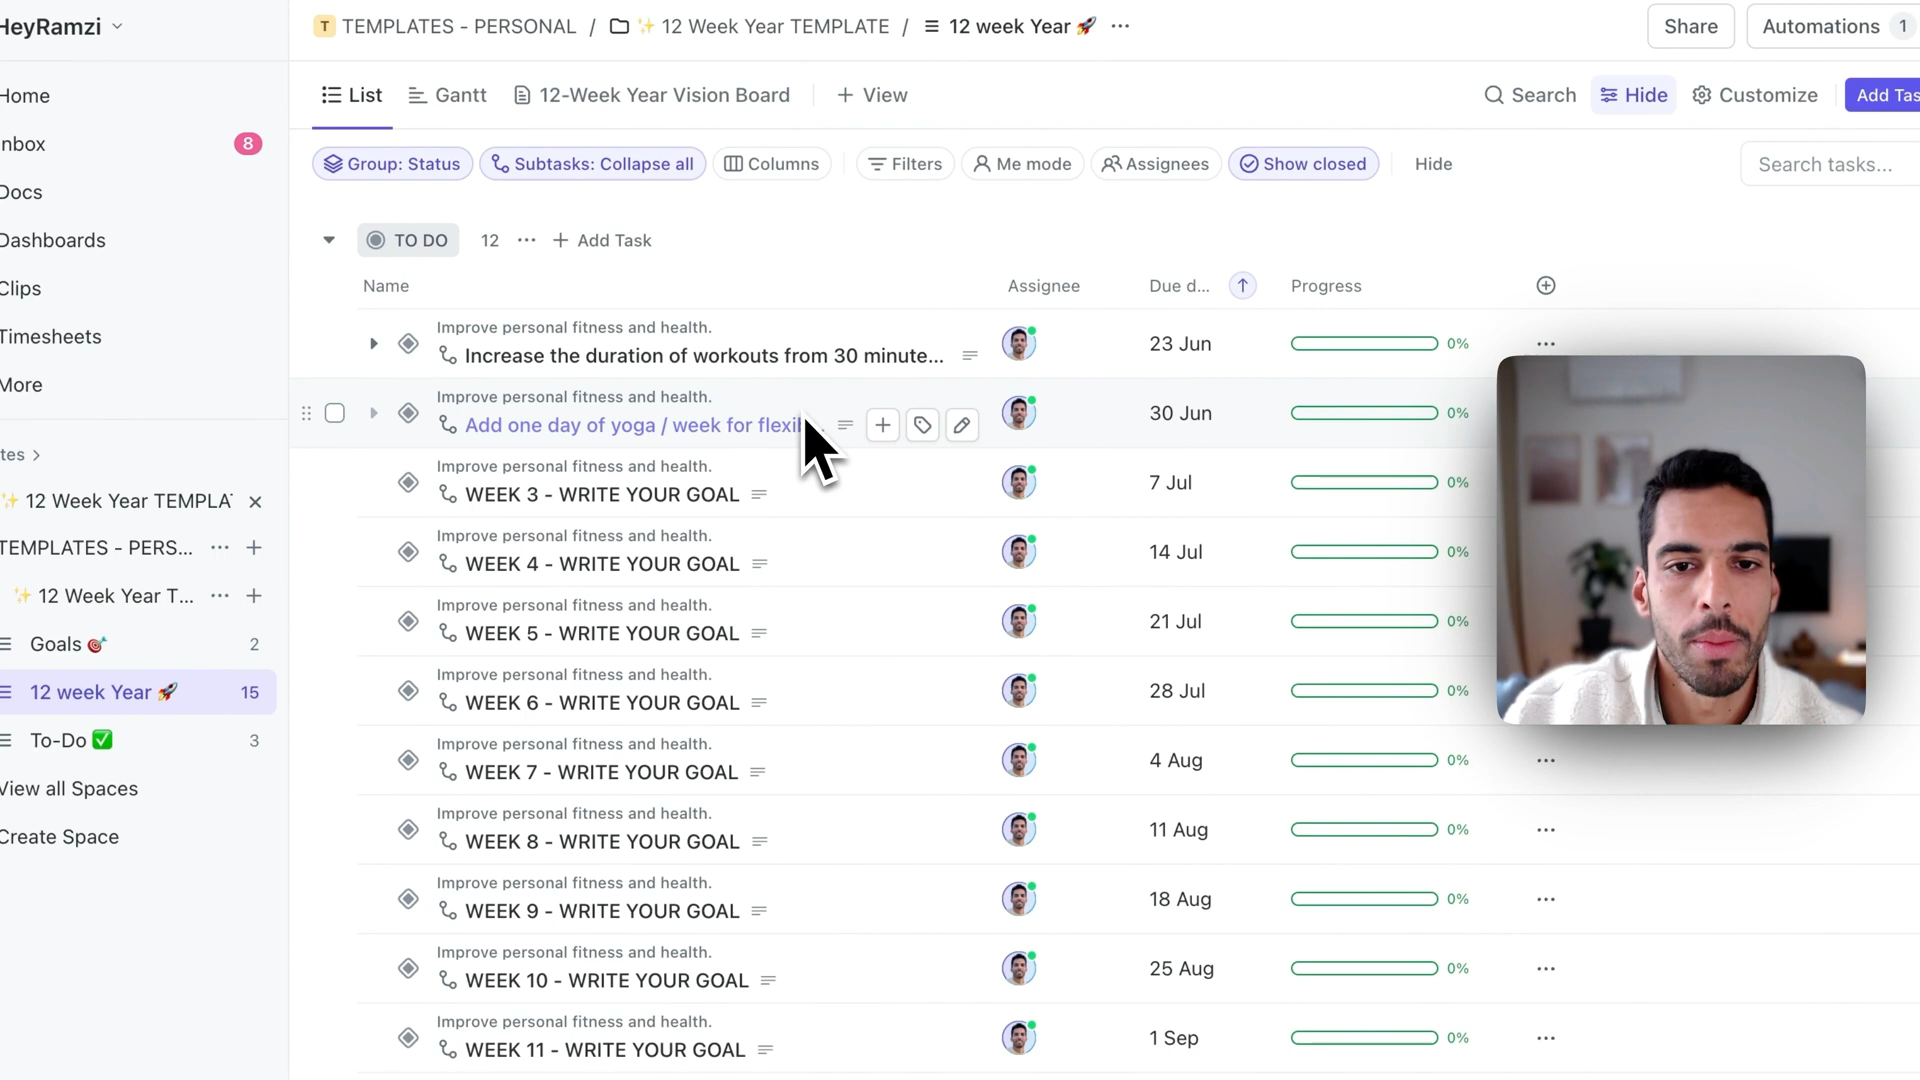 HeyRamzi
T TEMPLATES - PERSONAL / ✨ 12 Week Year TEMPLATE / 12 week Year 🚀 ...
Share
Automations 1
Home
Inbox 8
Docs
Dashboards
Clips
Timesheets
More
tes >
✨ 12 Week Year TEMPLAT
TEMPLATES - PERS... ...
✨ 12 Week Year T... ...
Goals 🎯 2
12 week Year 🚀 15
To-Do ✅ 3
View all Spaces
Create Space
List
Gantt
12-Week Year Vision Board
+ View
Search
Hide
Customize
Add Tas
Group: Status
Subtasks: Collapse all
Columns
Filters
Me mode
Assignees
Show closed
Hide
Search tasks...
TO DO 12 ... + Add Task
Name Assignee Due d... Progress
Improve personal fitness and health.
Increase the duration of workouts from 30 minute... 23 Jun 0%
Improve personal fitness and health.
Add one day of yoga / week for flexi 30 Jun 0%
Improve personal fitness and health.
WEEK 3 - WRITE YOUR GOAL 7 Jul 0%
Improve personal fitness and health.
WEEK 4 - WRITE YOUR GOAL 14 Jul 0%
Improve personal fitness and health.
WEEK 5 - WRITE YOUR GOAL 21 Jul 0%
Improve personal fitness and health.
WEEK 6 - WRITE YOUR GOAL 28 Jul 0%
Improve personal fitness and health.
WEEK 7 - WRITE YOUR GOAL 4 Aug 0%
Improve personal fitness and health.
WEEK 8 - WRITE YOUR GOAL 11 Aug 0%
Improve personal fitness and health.
WEEK 9 - WRITE YOUR GOAL 18 Aug 0%
Improve personal fitness and health.
WEEK 10 - WRITE YOUR GOAL 25 Aug 0%
Improve personal fitness and health.
WEEK 11 - WRITE YOUR GOAL 1 Sep 0%